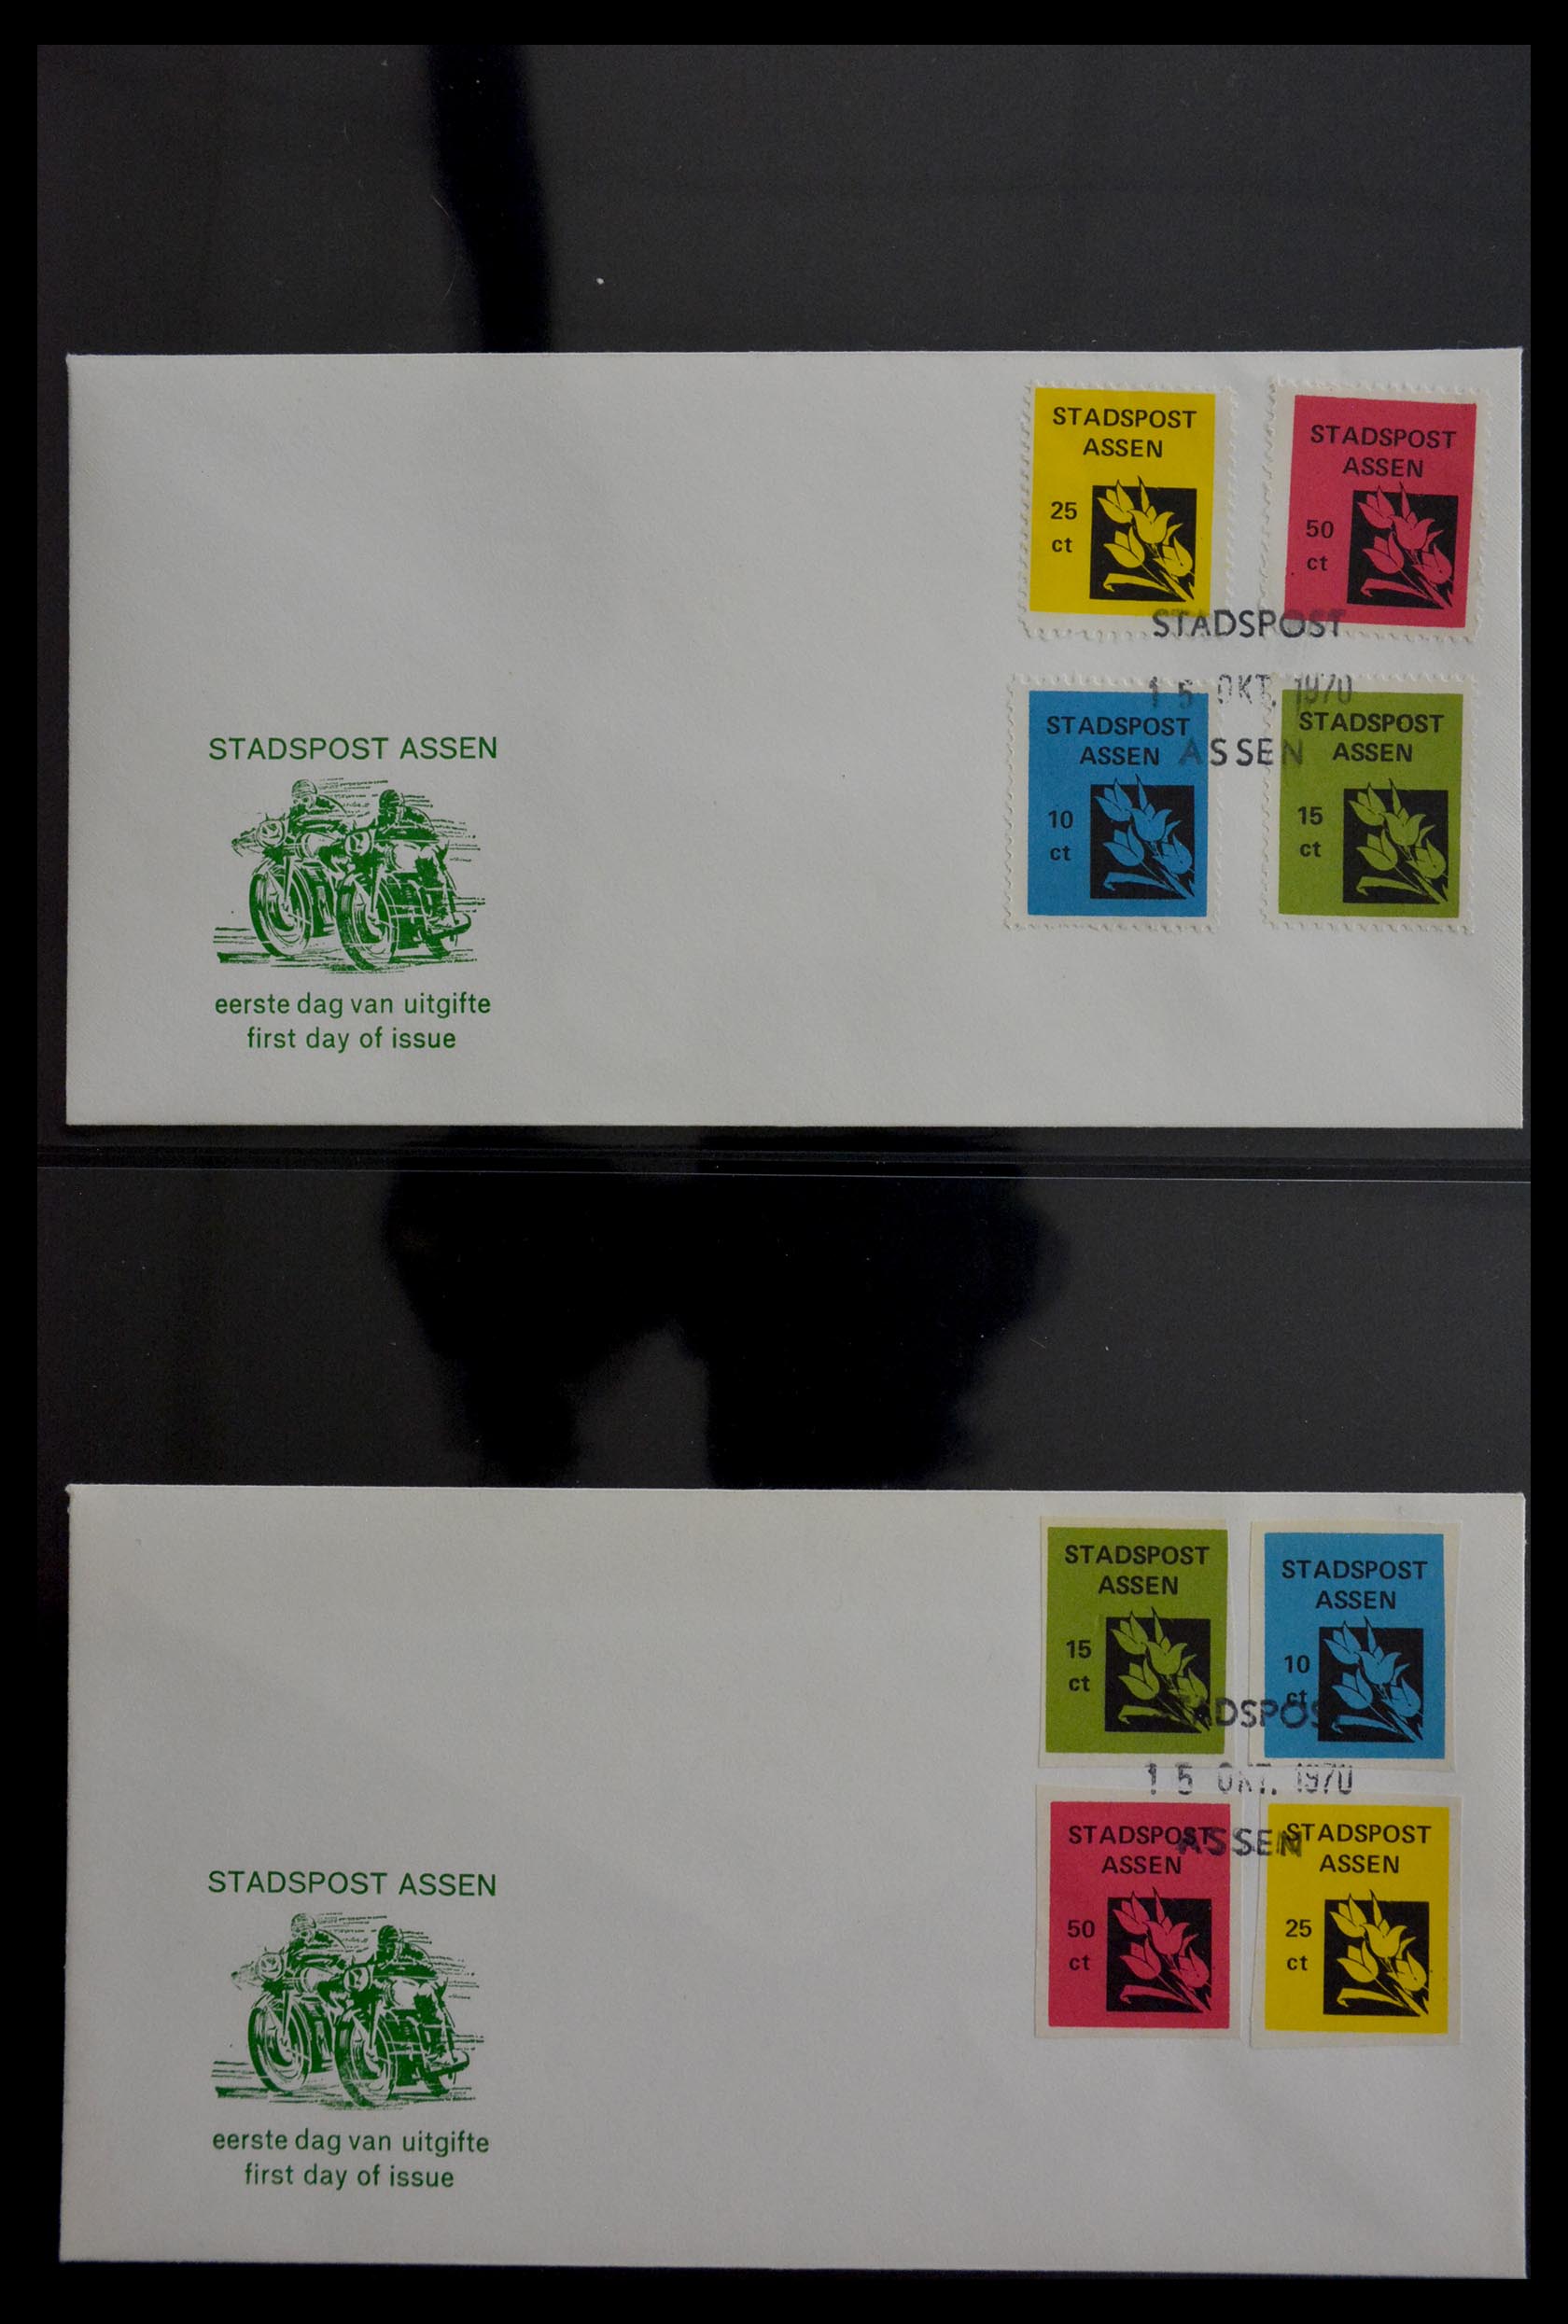 STADSPOST
ASSEN
25
ct
STADSPOST
ASSEN
50
ct
STADSPOST
15 OKT. 1970
ASSEN
STADSPOST
ASSEN
10
ct
STADSPOST
ASSEN
15
ct
STADSPOST ASSEN
eerste dag van uitgifte
first day of issue
STADSPOST
ASSEN
15
ct
STADSPOST
ASSEN
10
ct
STADSPOST
15 OKT. 1970
ASSEN
STADSPOST
ASSEN
50
ct
STADSPOST
ASSEN
25
ct
STADSPOST ASSEN
eerste dag van uitgifte
first day of issue